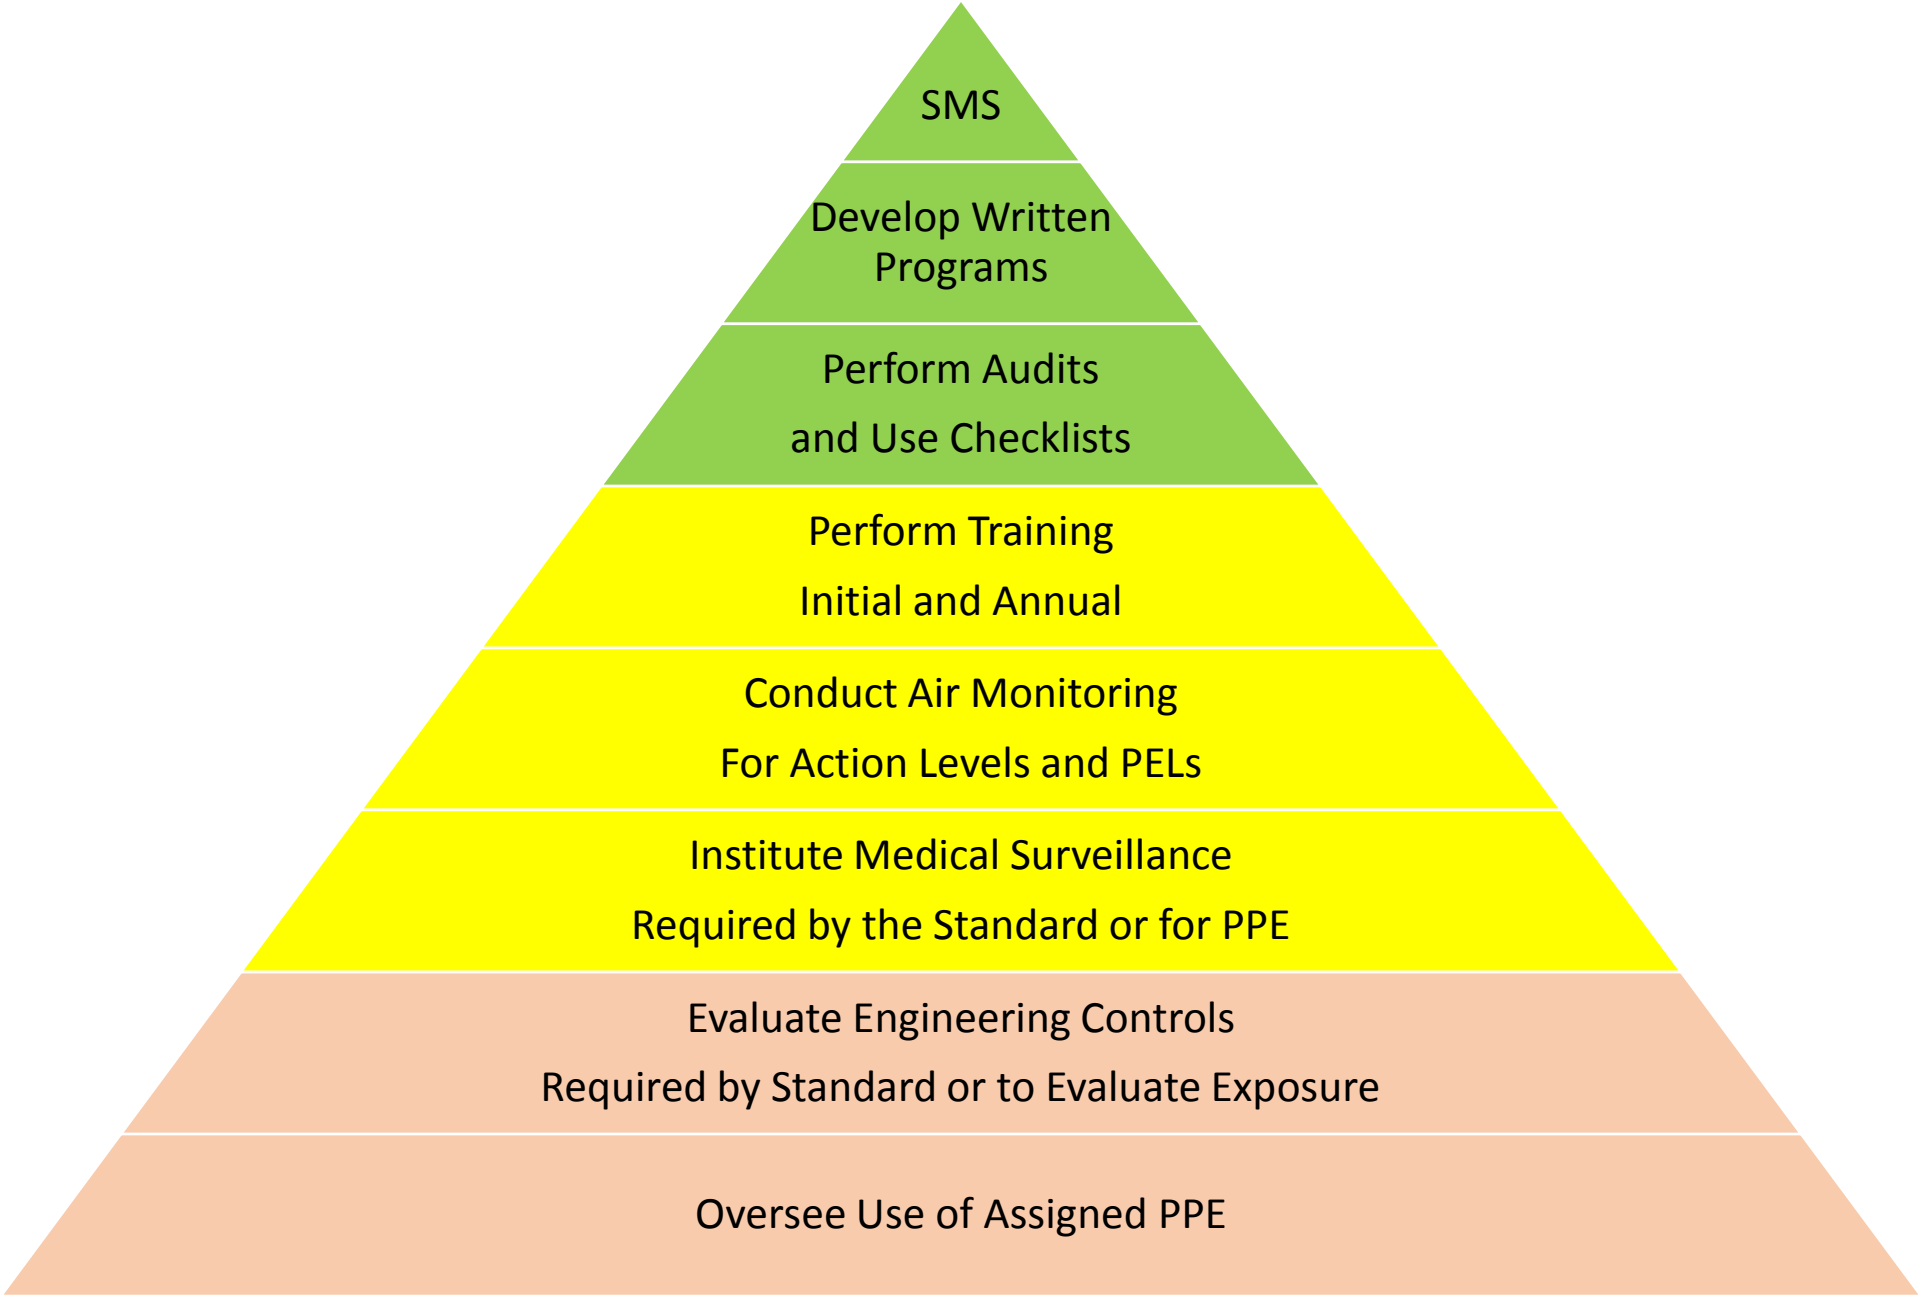 SMS
Develop Written
Programs
Perform Audits
and Use Checklists
Perform Training
Initial and Annual
Conduct Air Monitoring
For Action Levels and PELs
Institute Medical Surveillance
Required by the Standard or for PPE
Evaluate Engineering Controls
Required by Standard or to Evaluate Exposure
Oversee Use of Assigned PPE